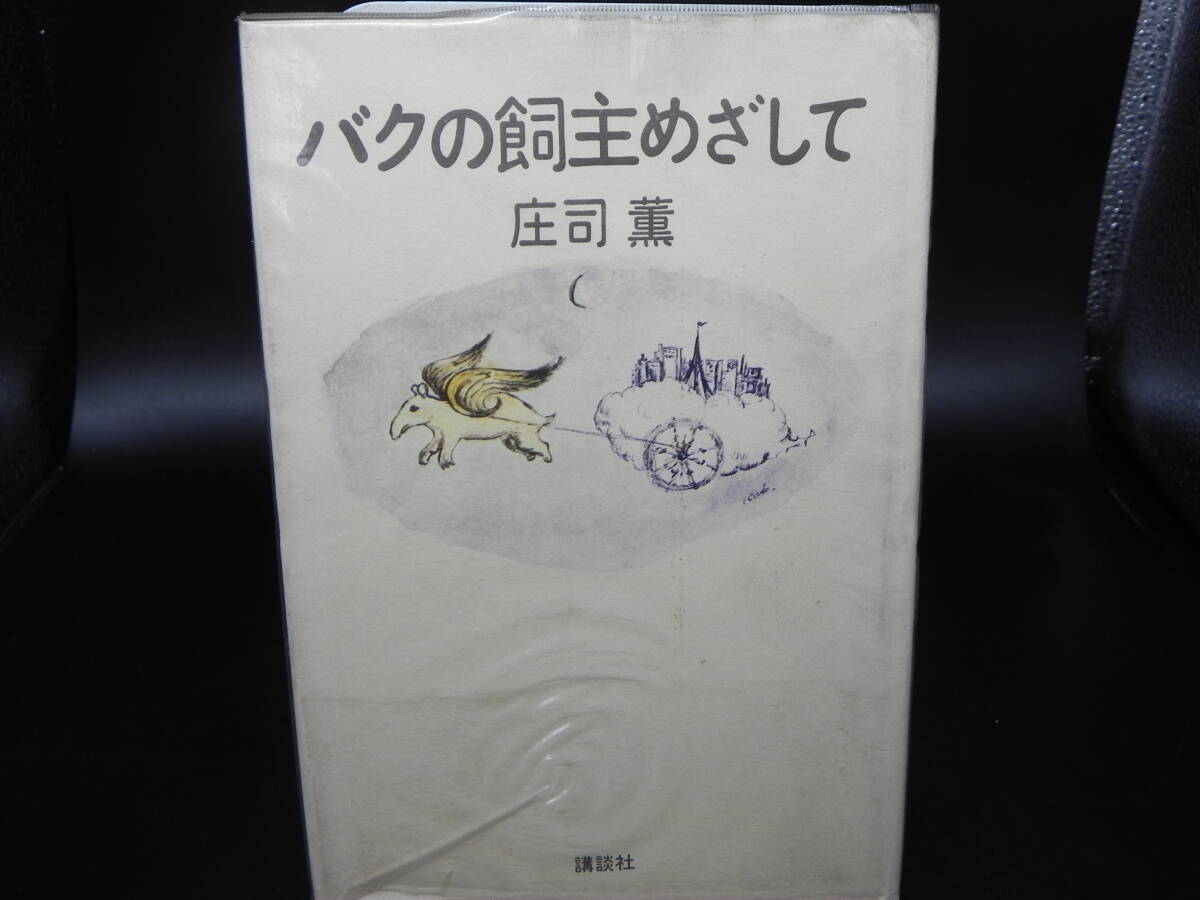 バクの飼主めざして
庄司 薫
講談社